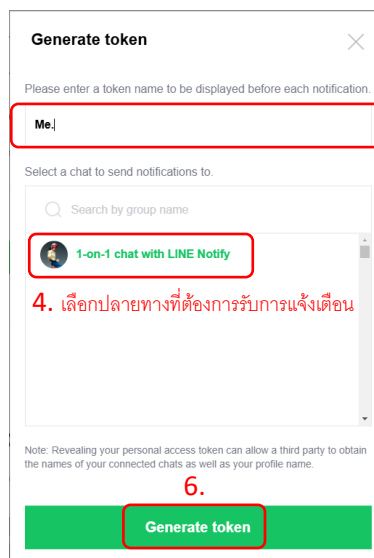 Generate token
Please enter a token name to be displayed before each notification.
Me.
Select a chat to send notifications to.
Search by group name
1-on-1 chat with LINE Notify
4. เลือกปลายทางที่ต้องการรับการแจ้งเตือน
Note: Revealing your personal access token can allow a third party to obtain
the names of your connected chats as well as your profile name.
6.
Generate token